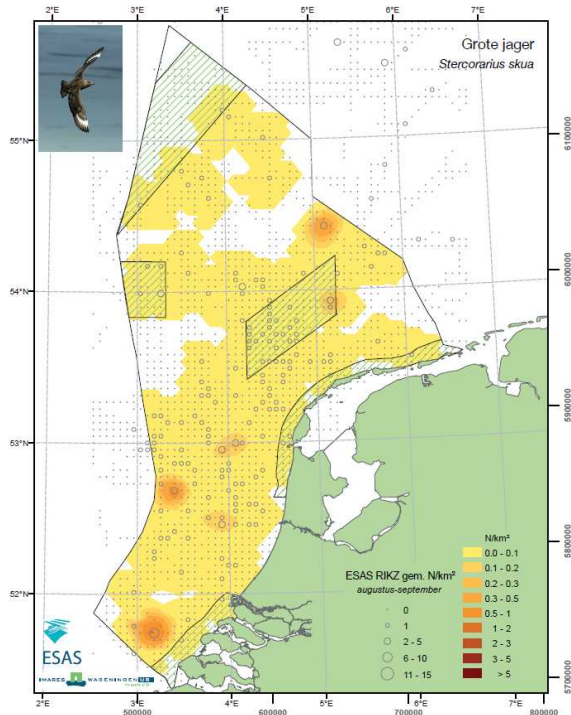 2°E 3°E 4°E 5°E 6°E 7°E
Grote jager
Stercorarius skua
55°N
54°N
53°N
52°N
6100000
6000000
5900000
5800000
5700000
ESAS RIKZ gem. N/km²
augustus-september
0
1
2 - 5
6 - 10
11 - 15
N/km²
0.0 - 0.1
0.1 - 0.2
0.2 - 0.3
0.3 - 0.5
0.5 - 1
1 - 2
2 - 3
3 - 5
> 5
ESAS
IMARES WAGENINGEN UR
2°E 3°E 4°E 5°E 6°E 7°E
500000 600000 700000 800000